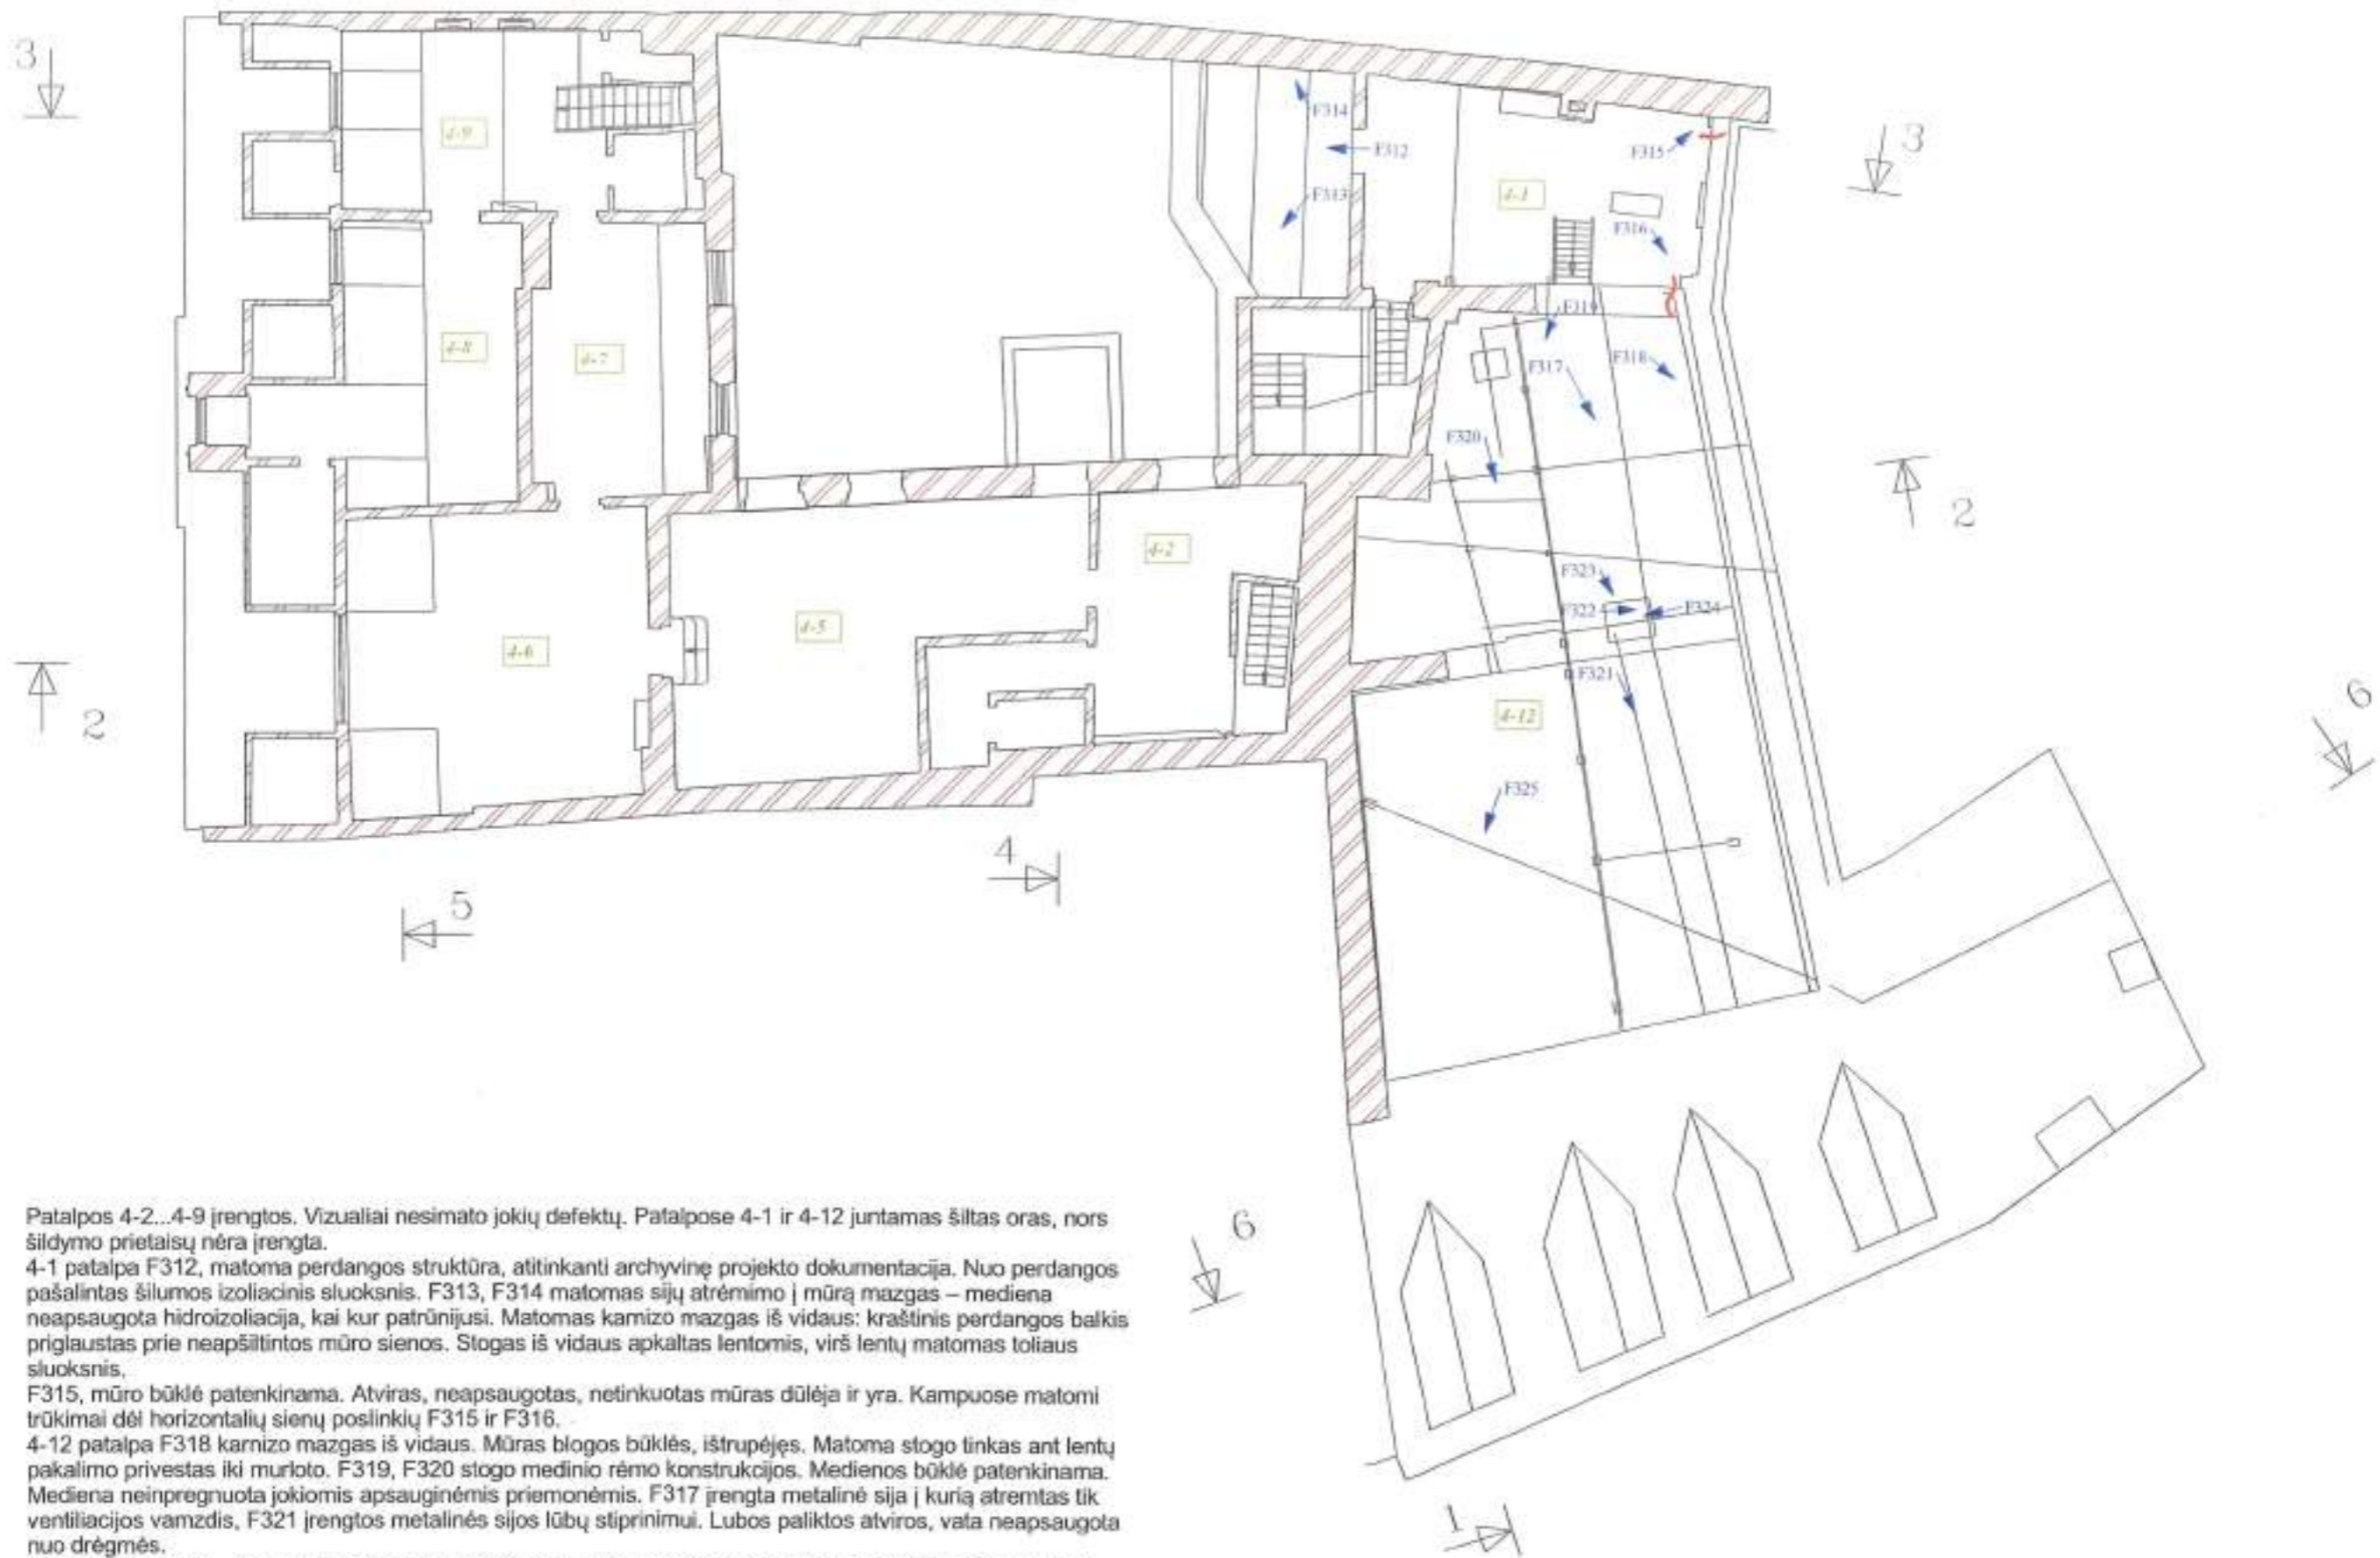 3
F314
F312
F313
F315
3
4-9
4-1
F316
F319
4-8
4-7
F317
F318
F320
2
4-2
4-5
4-6
F323
F322
F324
F321
2
4-12
6
F325
4
5
6
1
Patalpos 4-2...4-9 įrengtos. Vizualiai nesimato jokių defektų. Patalpose 4-1 ir 4-12 juntamas šiltas oras, nors
šildymo prietaisų nėra įrengta.
4-1 patalpa F312, matoma perdangos struktūra, atitinkanti archyvinę projekto dokumentacija. Nuo perdangos
pašalintas šilumos izoliacinis sluoksnis. F313, F314 matomas sijų atrėmimo į mūrą mazgas – mediena
neapsaugota hidroizoliacija, kai kur patrūnijusi. Matomas karnizo mazgas iš vidaus: kraštinis perdangos balkis
priglaustas prie neapšiltintos mūro sienos. Stogas iš vidaus apkaltas lentomis, virš lentų matomas toliaus
sluoksnis.
F315, mūro būklė patenkinama. Atviras, neapsaugotas, netinkuotas mūras dūlėja ir yra. Kampuose matomi
trūkimai dėl horizontalių sienų poslinkių F315 ir F316.
4-12 patalpa F318 karnizo mazgas iš vidaus. Mūras blogos būklės, ištrupėjęs. Matoma stogo tinkas ant lentų
pakalimo privestas iki murloto. F319, F320 stogo medinio rėmo konstrukcijos. Medienos būklė patenkinama.
Mediena neinpregnuota jokiomis apsauginėmis priemonėmis. F317 įrengta metalinė sija į kurią atremtas tik
ventiliacijos vamzdis, F321 įrengtos metalinės sijos lūbų stiprinimui. Lubos paliktos atviros, vata neapsaugota
nuo drėgmės.